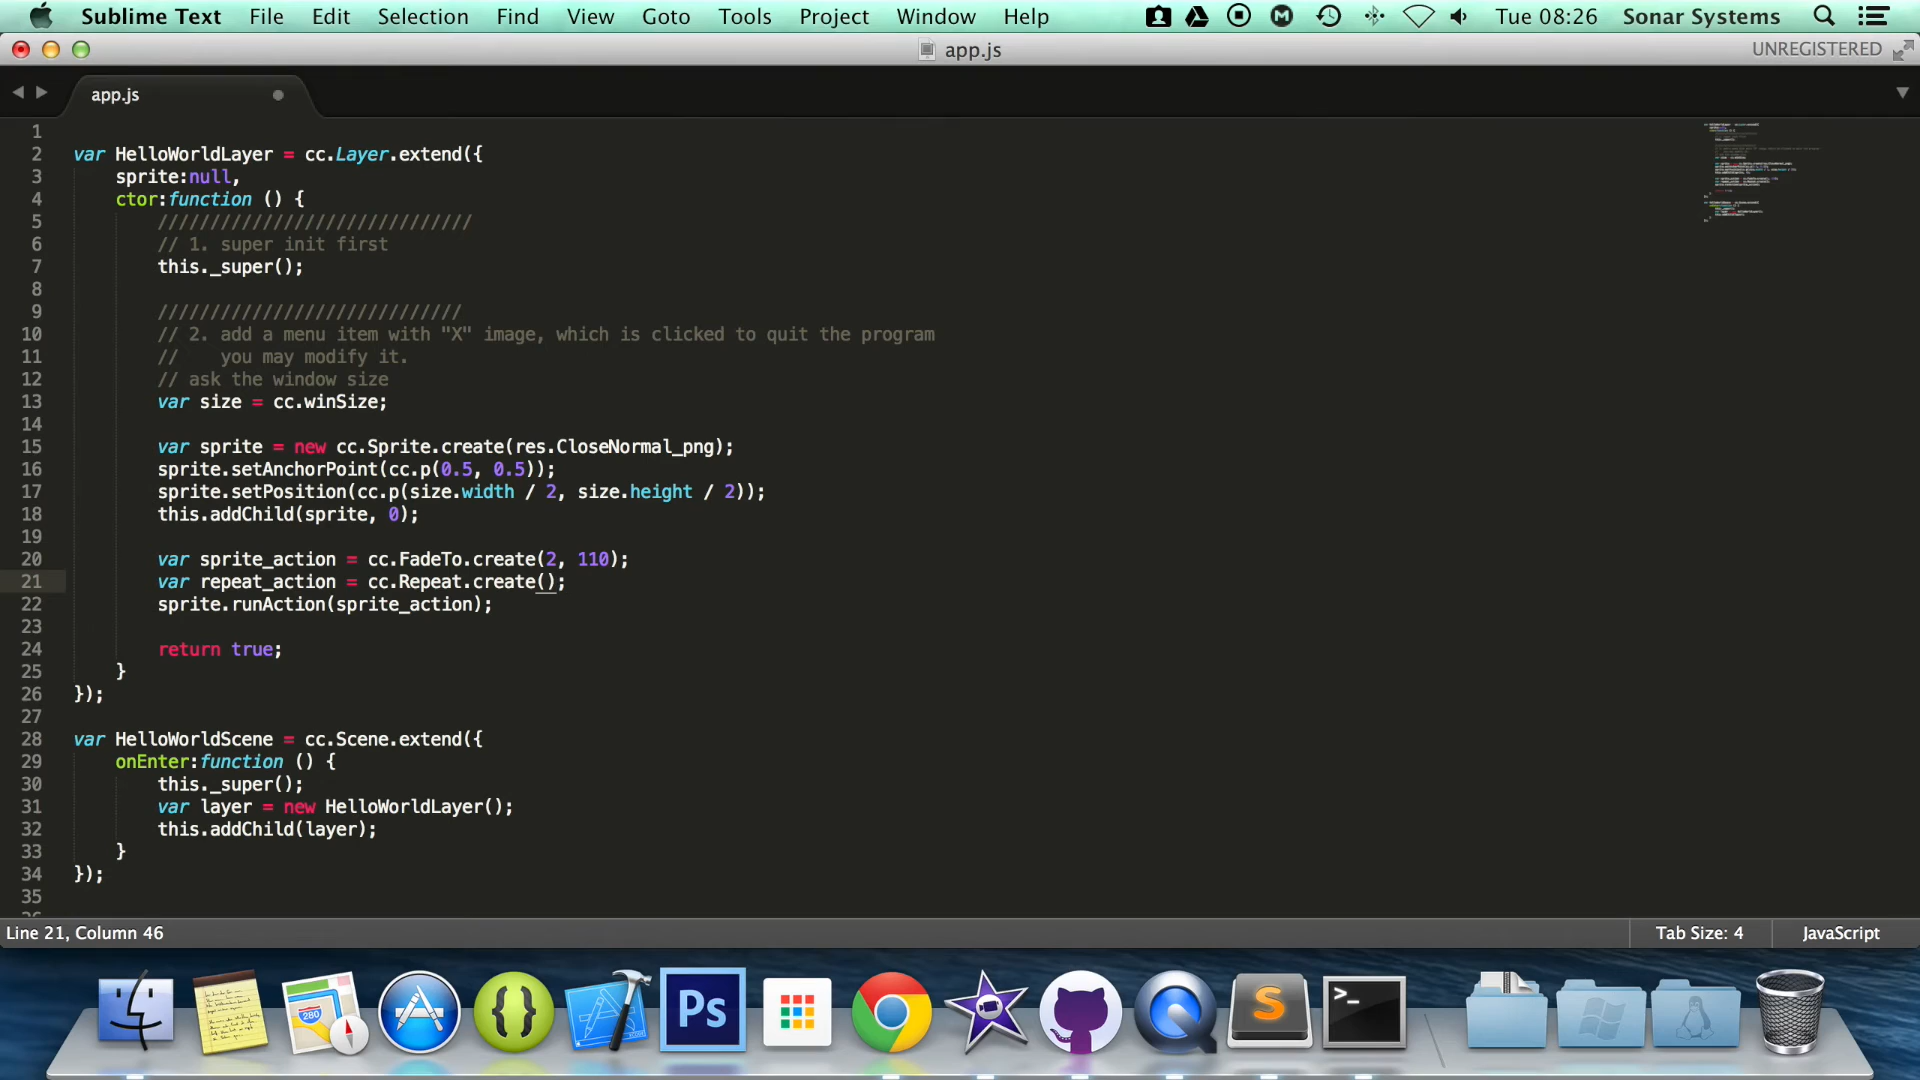 Sublime Text File Edit Selection Find View Goto Tools Project Window Help Tue 08:26 Sonar Systems
app.js UNREGISTERED
app.js
1
2 var HelloWorldLayer = cc.Layer.extend({
3 sprite:null,
4 ctor:function () {
5 //////////////////////////////
6 // 1. super init first
7 this._super();
8
9 /////////////////////////////
10 // 2. add a menu item with "X" image, which is clicked to quit the program
11 //    you may modify it.
12 // ask the window size
13 var size = cc.winSize;
14
15 var sprite = new cc.Sprite.create(res.CloseNormal_png);
16 sprite.setAnchorPoint(cc.p(0.5, 0.5));
17 sprite.setPosition(cc.p(size.width / 2, size.height / 2));
18 this.addChild(sprite, 0);
19
20 var sprite_action = cc.FadeTo.create(2, 110);
21 var repeat_action = cc.Repeat.create();
22 sprite.runAction(sprite_action);
23
24 return true;
25 }
26 });
27
28 var HelloWorldScene = cc.Scene.extend({
29 onEnter:function () {
30 this._super();
31 var layer = new HelloWorldLayer();
32 this.addChild(layer);
33 }
34 });
35
Line 21, Column 46 Tab Size: 4 JavaScript
280 Ps S >_